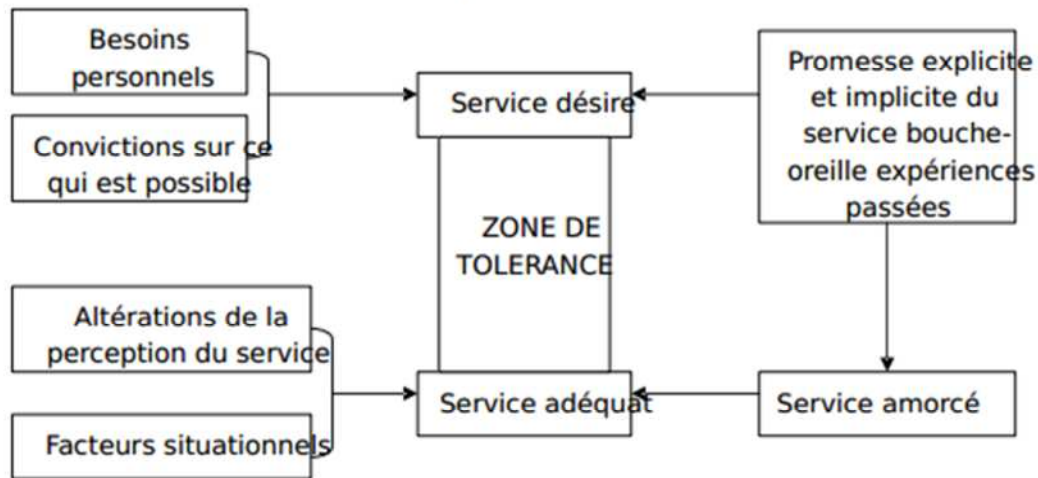 Besoins
personnels
Convictions sur ce
qui est possible
Service désire
Promesse explicite
et implicite du
service bouche-
oreille expériences
passées
ZONE DE
TOLERANCE
Altérations de la
perception du service
Facteurs situationnels
Service adéquat
Service amorcé